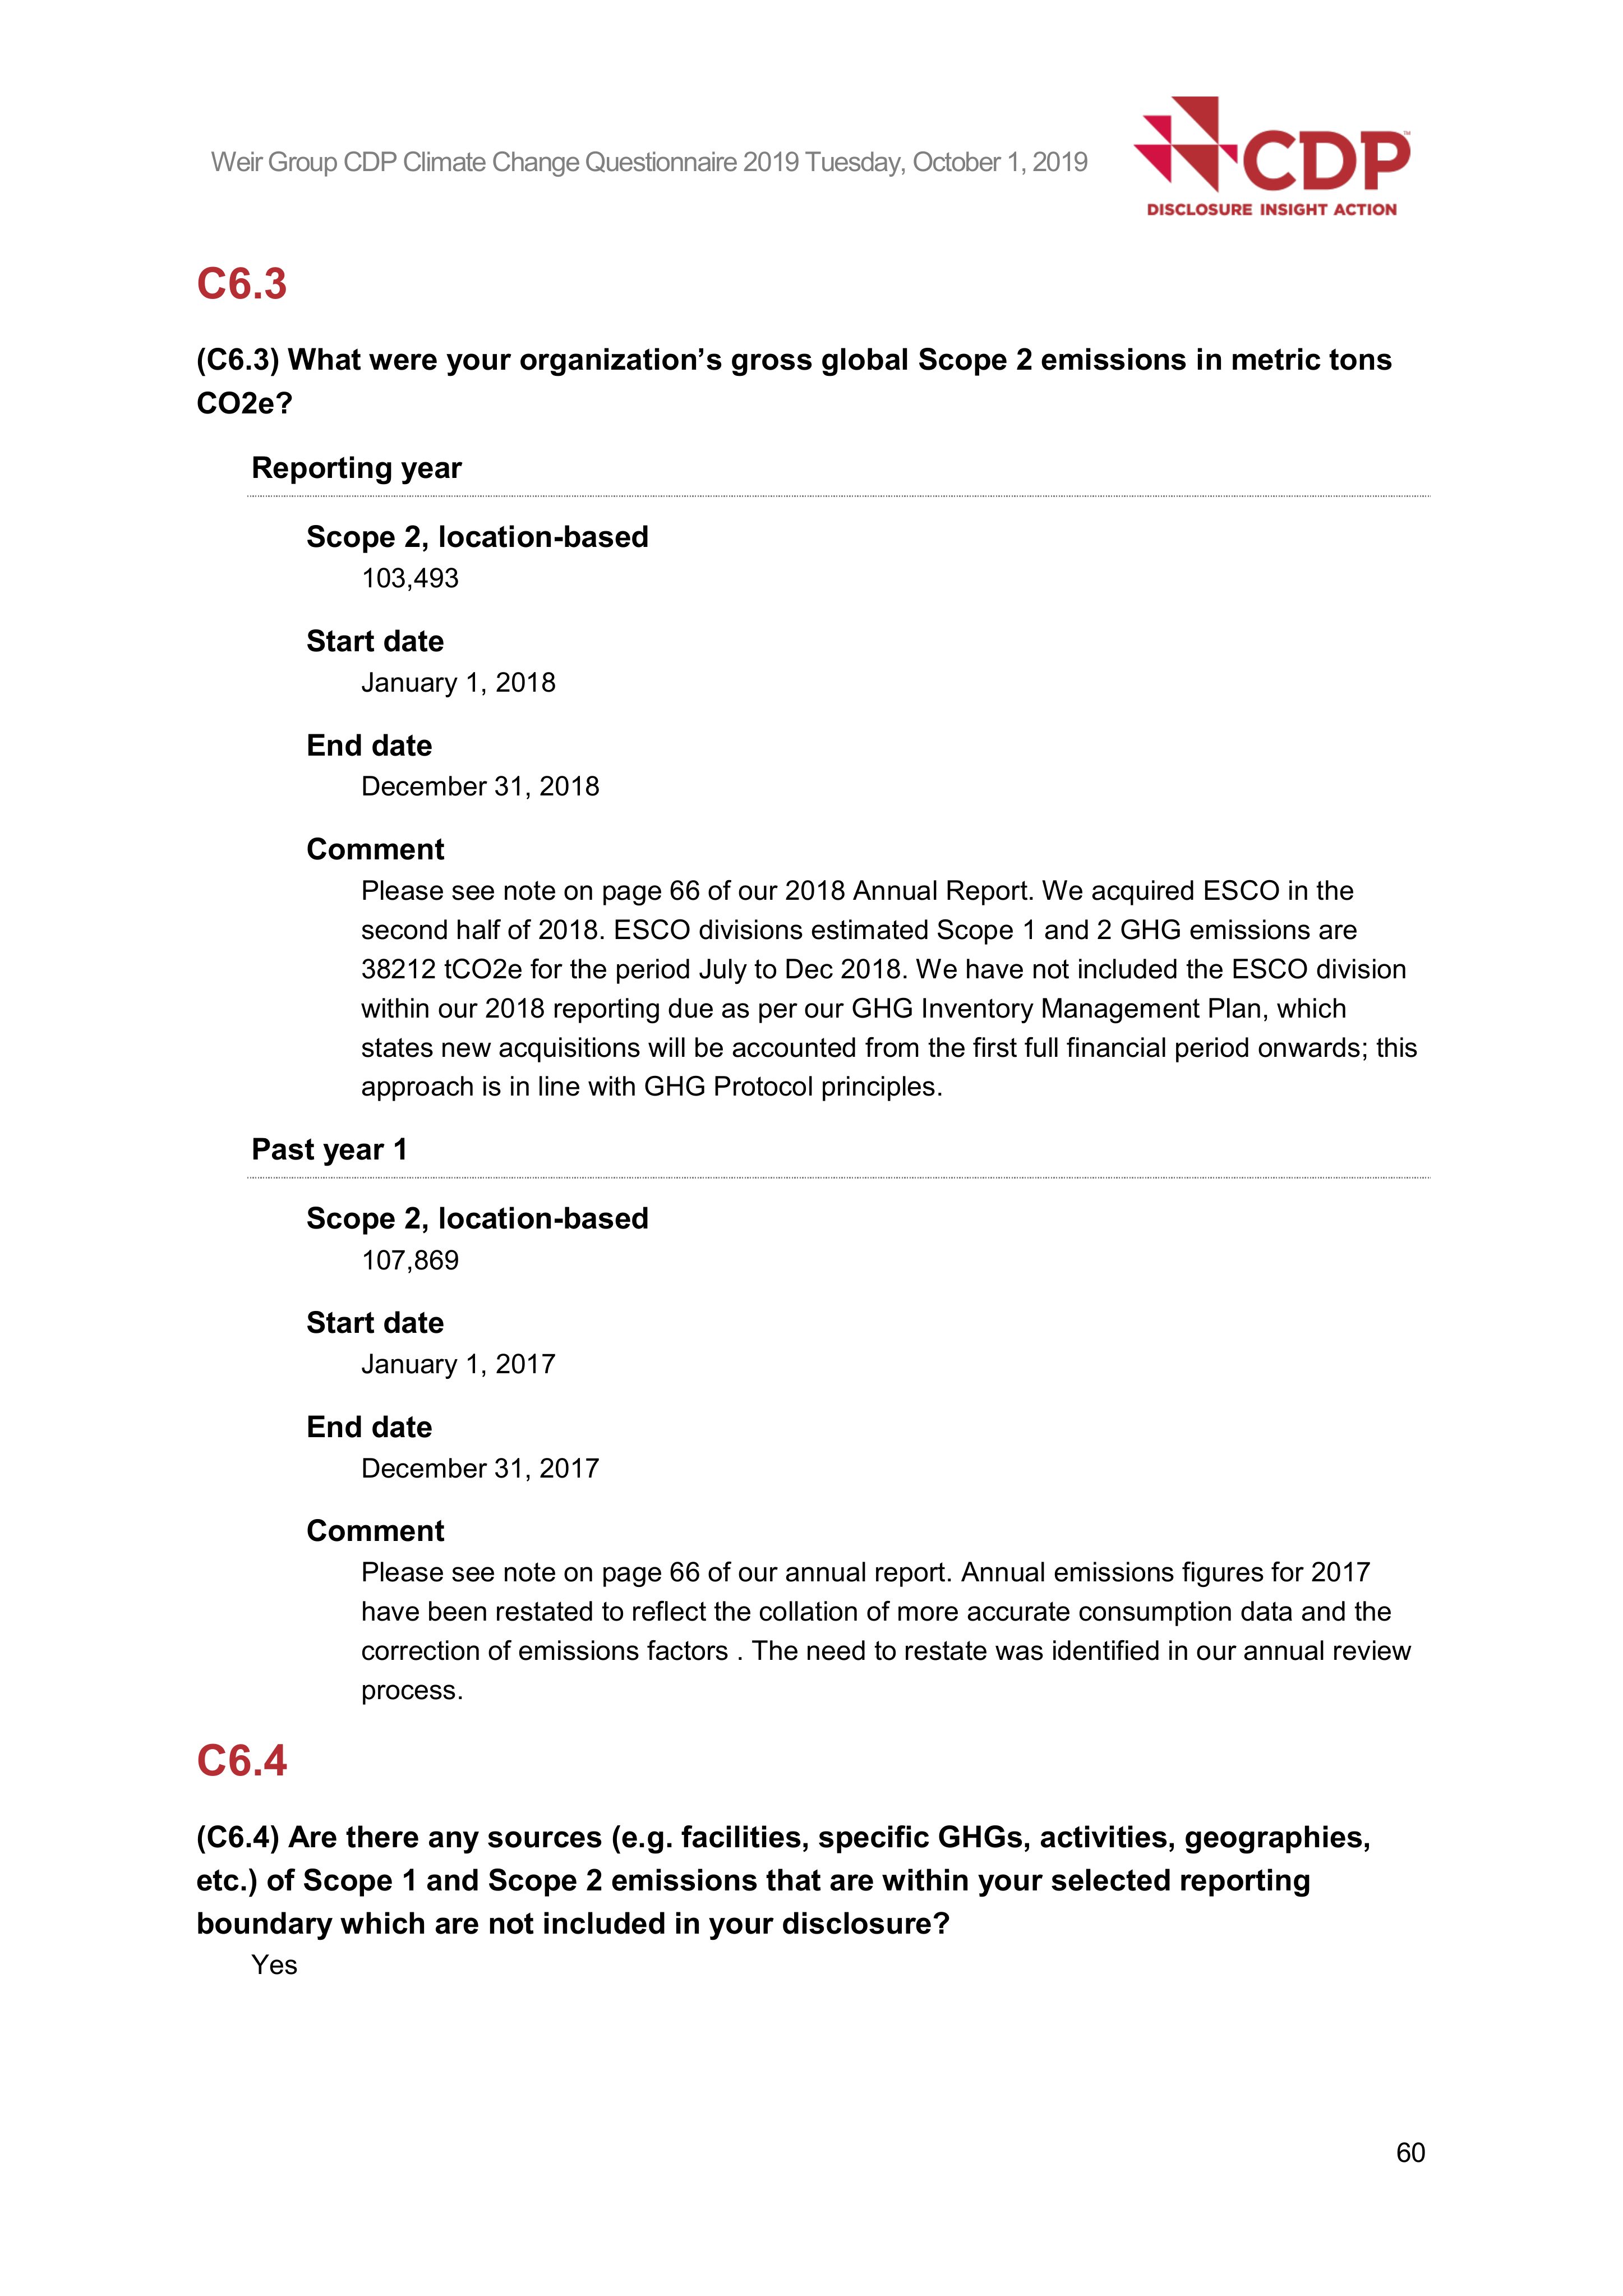 Weir Group CDP Climate Change Questionnaire 2019 Tuesday, October 1, 2019
CDP™
DISCLOSURE INSIGHT ACTION
C6.3
(C6.3) What were your organization’s gross global Scope 2 emissions in metric tons
CO2e?
Reporting year
Scope 2, location-based
103,493
Start date
January 1, 2018
End date
December 31, 2018
Comment
Please see note on page 66 of our 2018 Annual Report. We acquired ESCO in the
second half of 2018. ESCO divisions estimated Scope 1 and 2 GHG emissions are
38212 tCO2e for the period July to Dec 2018. We have not included the ESCO division
within our 2018 reporting due as per our GHG Inventory Management Plan, which
states new acquisitions will be accounted from the first full financial period onwards; this
approach is in line with GHG Protocol principles.
Past year 1
Scope 2, location-based
107,869
Start date
January 1, 2017
End date
December 31, 2017
Comment
Please see note on page 66 of our annual report. Annual emissions figures for 2017
have been restated to reflect the collation of more accurate consumption data and the
correction of emissions factors . The need to restate was identified in our annual review
process.
C6.4
(C6.4) Are there any sources (e.g. facilities, specific GHGs, activities, geographies,
etc.) of Scope 1 and Scope 2 emissions that are within your selected reporting
boundary which are not included in your disclosure?
Yes
60